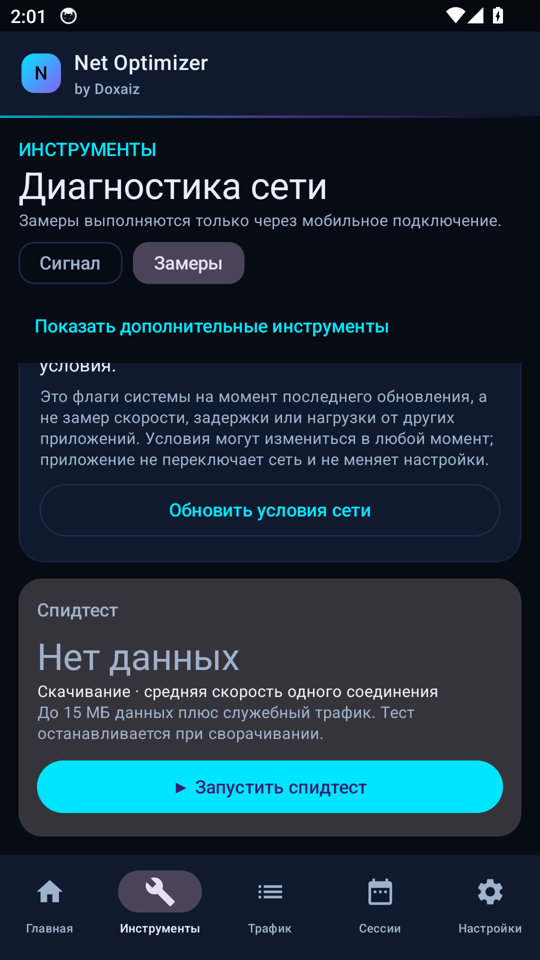 2:01
N
Net Optimizer
by Doxaiz
ИНСТРУМЕНТЫ
Диагностика сети
Замеры выполняются только через мобильное подключение.
Сигнал
Замеры
Показать дополнительные инструменты
условия.
Это флаги системы на момент последнего обновления, а
не замер скорости, задержки или нагрузки от других
приложений. Условия могут измениться в любой момент;
приложение не переключает сеть и не меняет настройки.
Обновить условия сети
Спидтест
Нет данных
Скачивание · средняя скорость одного соединения
До 15 МБ данных плюс служебный трафик. Тест
останавливается при сворачивании.
► Запустить спидтест
Главная
Инструменты
Трафик
Сессии
Настройки